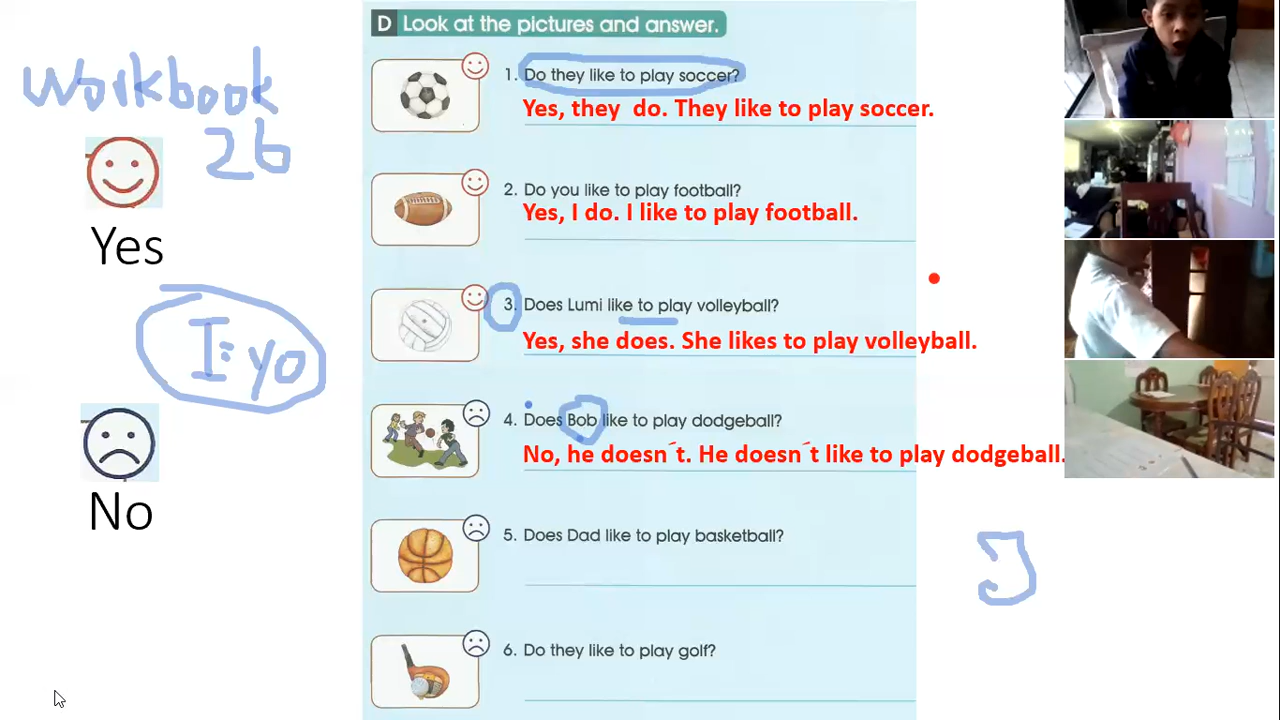 Workbook
26
Yes
I: yo
No
D Look at the pictures and answer.
1. Do they like to play soccer?
Yes, they do. They like to play soccer.
2. Do you like to play football?
Yes, I do. I like to play football.
3. Does Lumi like to play volleyball?
Yes, she does. She likes to play volleyball.
4. Does Bob like to play dodgeball?
No, he doesn´t. He doesn´t like to play dodgeball.
5. Does Dad like to play basketball?
6. Do they like to play golf?